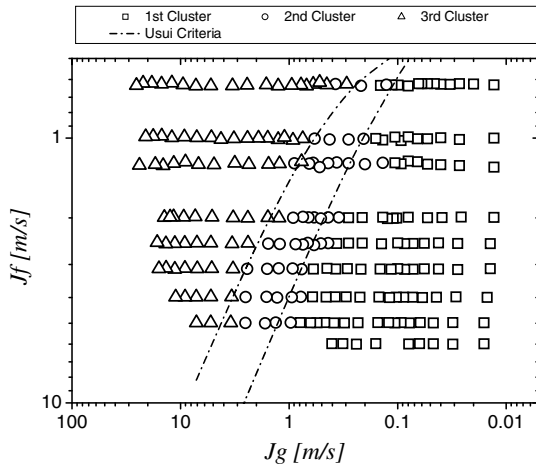 1st Cluster 2nd Cluster 3rd Cluster
Usui Criteria
1
10
Jf [m/s]
100 10 1 0.1 0.01
Jg [m/s]